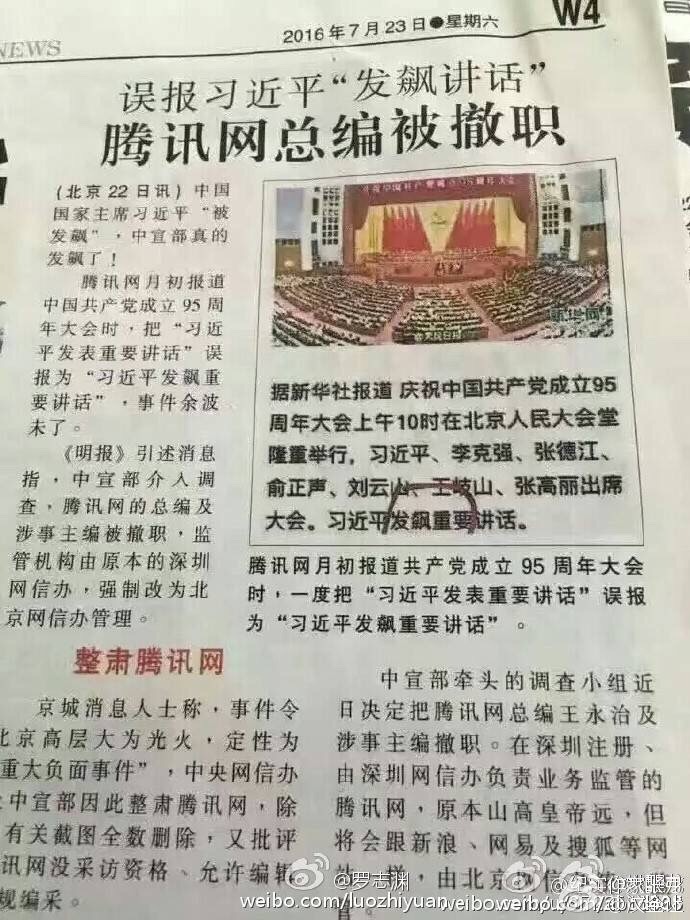 NEWS
2016年7月23日●星期六
W4
误报习近平“发飙讲话”
腾讯网总编被撤职
（北京22日讯）中国
国家主席习近平“被
发飙”，中宣部真的
发飙了！
腾讯网月初报道
中国共产党成立95周
年大会时，把“习近
平发表重要讲话”误
报为“习近平发飙重
要讲话”，事件余波
未了。
《明报》引述消息
指，中宣部介入调
查，腾讯网的总编及
涉事主编被撤职，监
管机构由原本的深圳
网信办，强制改为北
京网信办管理。
整肃腾讯网
京城消息人士称，事件令
北京高层大为光火，定性为
重大负面事件”，中央网信办
中宣部因此整肃腾讯网，除
有关截图全数删除，又批评
讯网没采访资格、允许编辑
规编采。
庆祝中国共产党成立95周年大会
新华网
据新华社报道 庆祝中国共产党成立95
周年大会上午10时在北京人民大会堂
隆重举行，习近平、李克强、张德江、
俞正声、刘云山、王岐山、张高丽出席
大会。习近平发飙重要讲话。
腾讯网月初报道共产党成立95周年大会
时，一度把“习近平发表重要讲话”误报
为“习近平发飙重要讲话”。
中宣部牵头的调查小组近
日决定把腾讯网总编王永治及
涉事主编撤职。在深圳注册、
由深圳网信办负责业务监管的
腾讯网，原本山高皇帝远，但
将会跟新浪、网易及搜狐等网
站一样，由北京网信办统一
管
@罗志渊
weibo.com/luozhiyuan